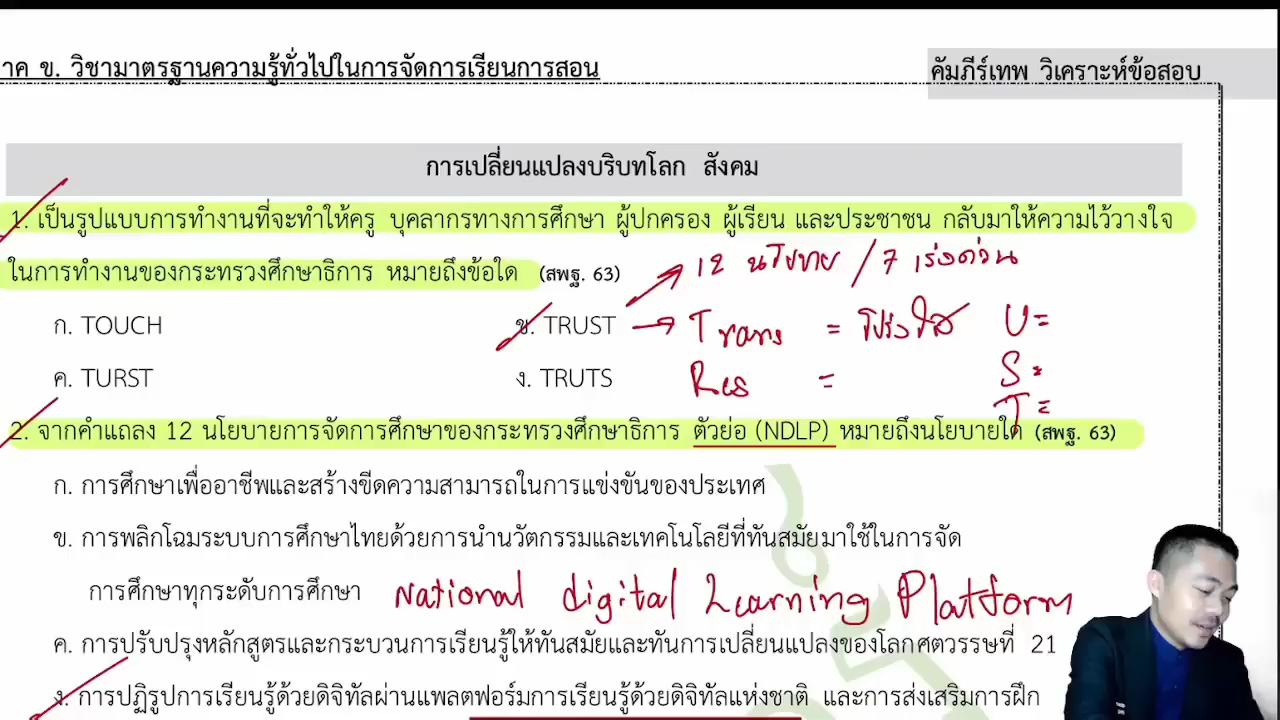 าค ข. วิชามาตรฐานความรู้ทั่วไปในการจัดการเรียนการสอน
คัมภีร์เทพ วิเคราะห์ข้อสอบ
การเปลี่ยนแปลงบริบทโลก สังคม
1. เป็นรูปแบบการทำงานที่จะทำให้ครู บุคลากรทางการศึกษา ผู้ปกครอง ผู้เรียน และประชาชน กลับมาให้ความไว้วางใจ
ในการทำงานของกระทรวงศึกษาธิการ หมายถึงข้อใด (สพฐ. 63)
12 นโยบาย / 7 เร่งด่วน
ก. TOUCH
ข. TRUST
Trans = โปร่งใส
U=
ค. TURST
ง. TRUTS
Res =
S=
T=
2. จากคำแถลง 12 นโยบายการจัดการศึกษาของกระทรวงศึกษาธิการ ตัวย่อ (NDLP) หมายถึงนโยบายใด (สพฐ. 63)
ก. การศึกษาเพื่ออาชีพและสร้างขีดความสามารถในการแข่งขันของประเทศ
ข. การพลิกโฉมระบบการศึกษาไทยด้วยการนำนวัตกรรมและเทคโนโลยีที่ทันสมัยมาใช้ในการจัด
การศึกษาทุกระดับการศึกษา
National digital Learning Platform
ค. การปรับปรุงหลักสูตรและกระบวนการเรียนรู้ให้ทันสมัยและทันการเปลี่ยนแปลงของโลกศตวรรษที่ 21
ง. การปฏิรูปการเรียนรู้ด้วยดิจิทัลผ่านแพลตฟอร์มการเรียนรู้ด้วยดิจิทัลแห่งชาติ และการส่งเสริมการฝึก